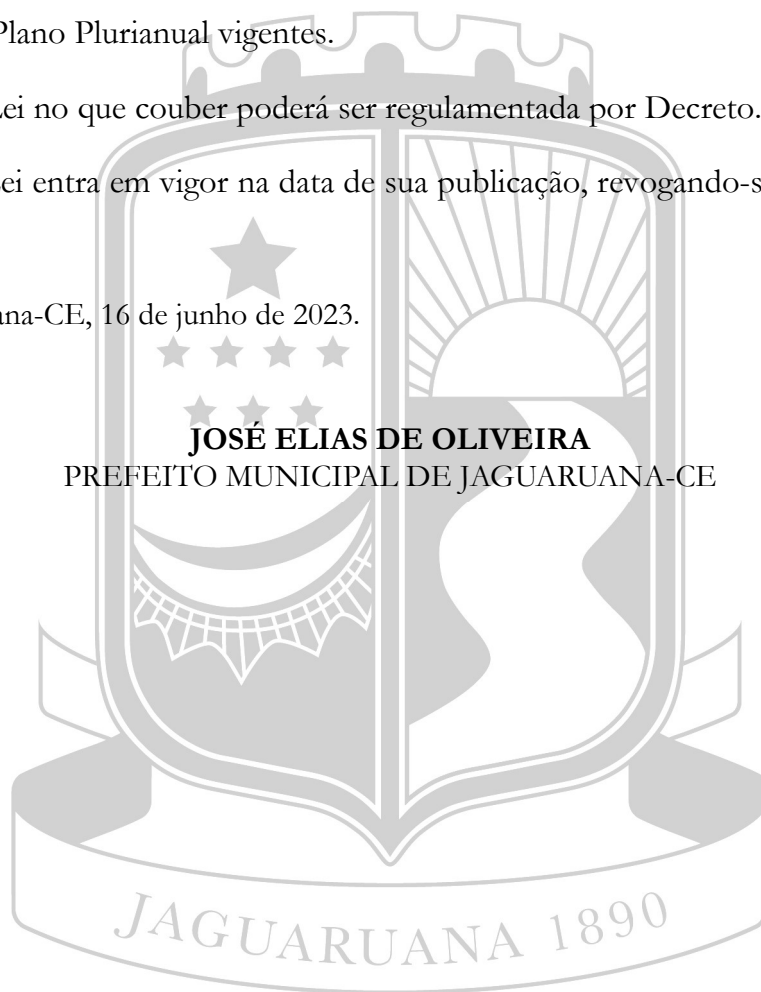 Plano Plurianual vigentes.
Lei no que couber poderá ser regulamentada por Decreto.
Lei entra em vigor na data de sua publicação, revogando-s
ana-CE, 16 de junho de 2023.
JOSÉ ELIAS DE OLIVEIRA
PREFEITO MUNICIPAL DE JAGUARUANA-CE
JAGUARUANA 1890